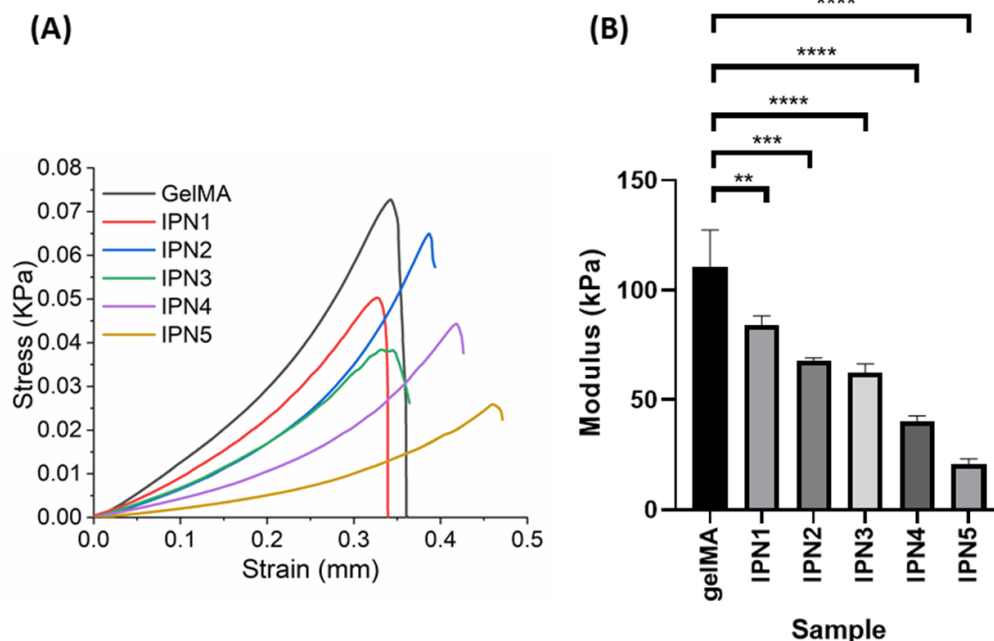 (A)
0.08
0.07
0.06
0.05
0.04
0.03
0.02
0.01
0.00
Stress (KPa)
GelMA
IPN1
IPN2
IPN3
IPN4
IPN5
0.0 0.1 0.2 0.3 0.4 0.5
Strain (mm)
(B)
****
****
****
***
**
150
100
50
0
Modulus (kPa)
gelMA
IPN1
IPN2
IPN3
IPN4
IPN5
Sample